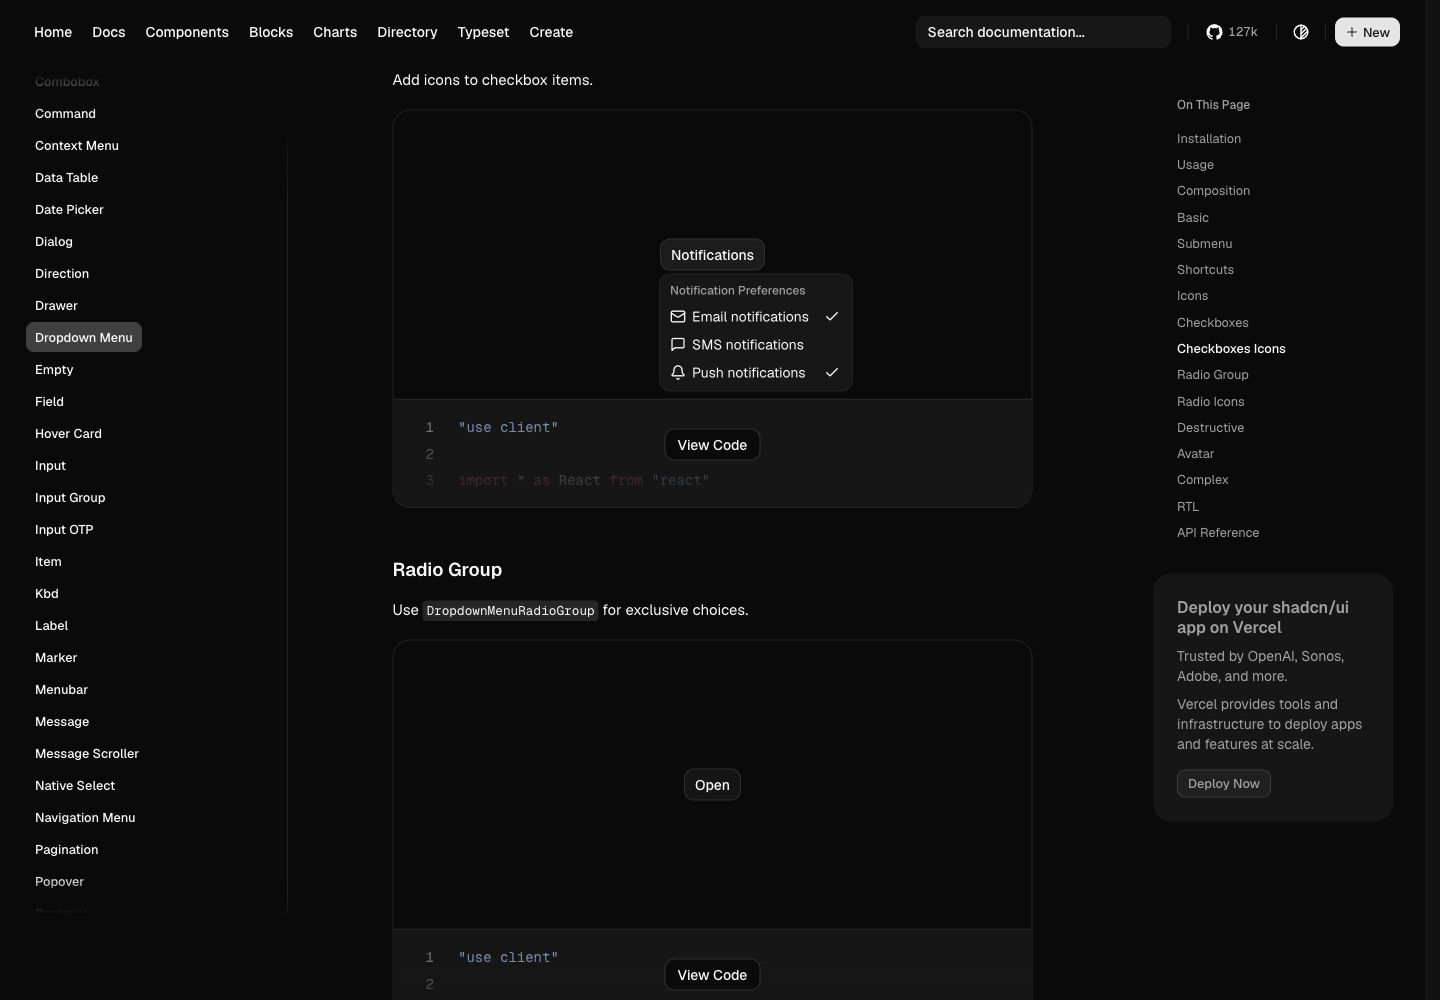 Home
Docs
Components
Blocks
Charts
Directory
Typeset
Create
Search documentation...
127k
New
Combobox
Command
Context Menu
Data Table
Date Picker
Dialog
Direction
Drawer
Dropdown Menu
Empty
Field
Hover Card
Input
Input Group
Input OTP
Item
Kbd
Label
Marker
Menubar
Message
Message Scroller
Native Select
Navigation Menu
Pagination
Popover
Add icons to checkbox items.
Notifications
Notification Preferences
Email notifications
SMS notifications
Push notifications
1 "use client"
2
3 import * as React from "react"
View Code
Radio Group
Use DropdownMenuRadioGroup for exclusive choices.
Open
1 "use client"
2
View Code
On This Page
Installation
Usage
Composition
Basic
Submenu
Shortcuts
Icons
Checkboxes
Checkboxes Icons
Radio Group
Radio Icons
Destructive
Avatar
Complex
RTL
API Reference
Deploy your shadcn/ui
app on Vercel
Trusted by OpenAI, Sonos,
Adobe, and more.
Vercel provides tools and
infrastructure to deploy apps
and features at scale.
Deploy Now